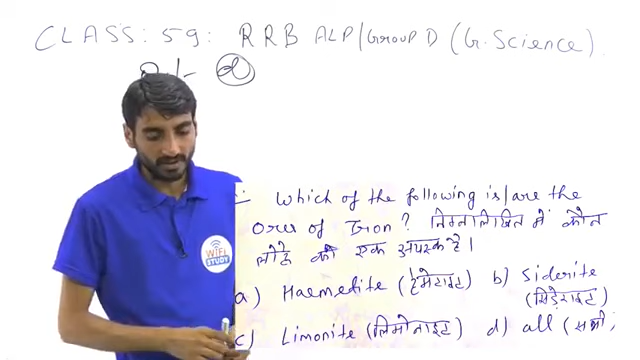 CLASS: 59: RRB ALP/Group D (G.Science)
(d)
Which of the following is/are the
Ores of Iron? निम्नलिखित में कौन
लोहे की एक अयस्क है।
a) Haemetite (हेमेटाइट) b) Siderite
(सिडेराइट)
c) Limonite (लिमोनाइट) d) all (सभी)
WiFi
STUDY